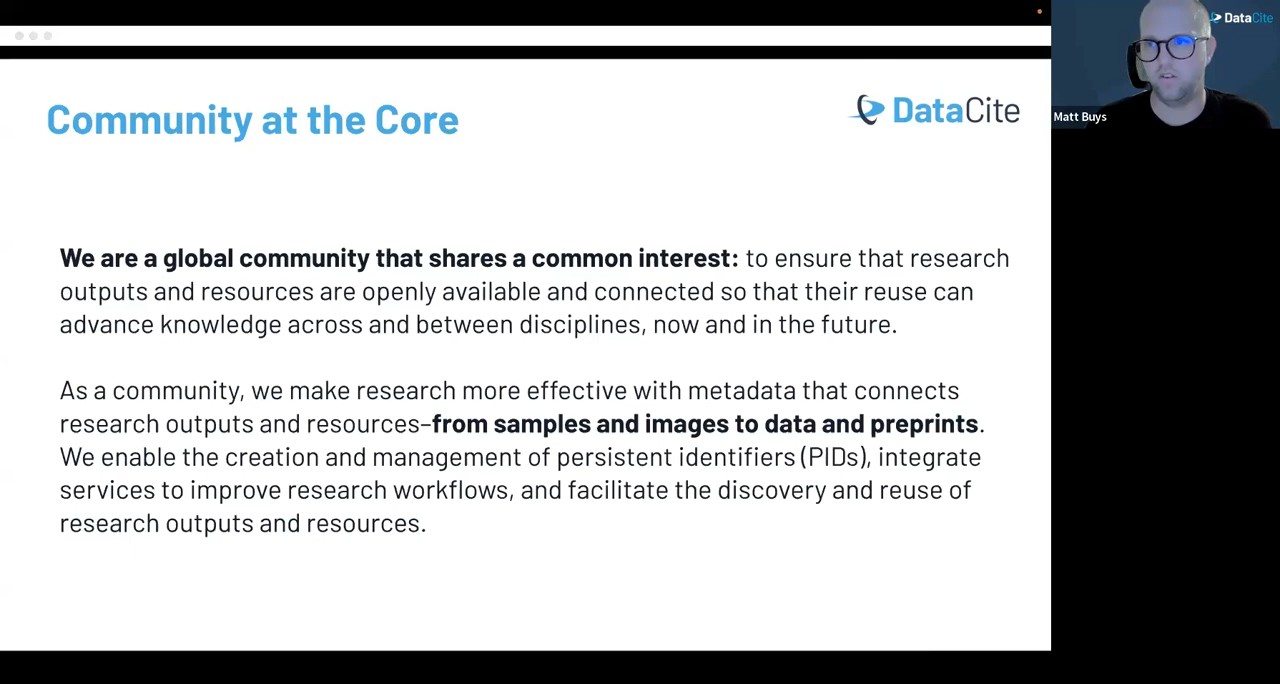 DataCite
Matt Buys
Community at the Core
DataCite
We are a global community that shares a common interest: to ensure that research
outputs and resources are openly available and connected so that their reuse can
advance knowledge across and between disciplines, now and in the future.
As a community, we make research more effective with metadata that connects
research outputs and resources–from samples and images to data and preprints.
We enable the creation and management of persistent identifiers (PIDs), integrate
services to improve research workflows, and facilitate the discovery and reuse of
research outputs and resources.